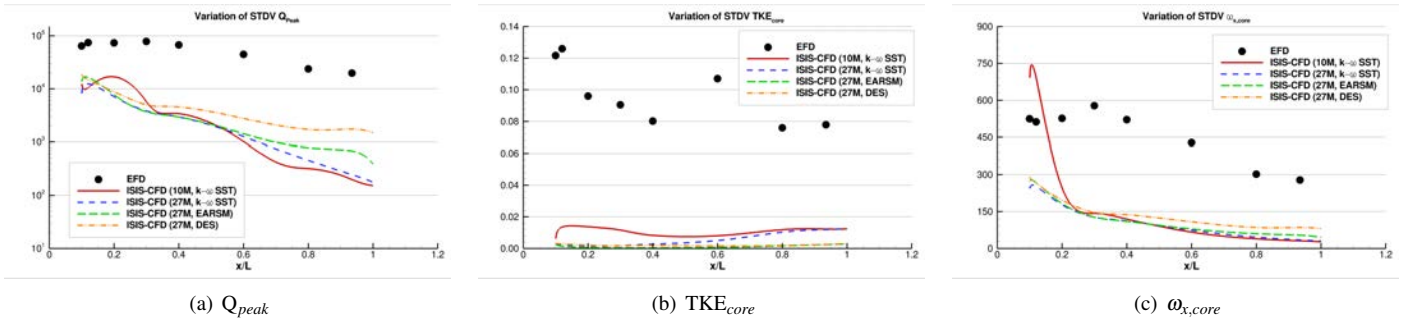 Variation of STDV Q_Peak
10^5
10^4
10^3
10^2
10^1
EFD
ISIS-CFD (10M, k-ω SST)
ISIS-CFD (27M, k-ω SST)
ISIS-CFD (27M, EARSM)
ISIS-CFD (27M, DES)
0 0.2 0.4 0.6 0.8 1 1.2
x/L
(a) Q_peak
Variation of STDV TKE_core
0.14
0.12
0.10
0.08
0.06
0.04
0.02
0.00
EFD
ISIS-CFD (10M, k-ω SST)
ISIS-CFD (27M, k-ω SST)
ISIS-CFD (27M, EARSM)
ISIS-CFD (27M, DES)
0 0.2 0.4 0.6 0.8 1 1.2
x/L
(b) TKE_core
Variation of STDV ω_x,core
900
750
600
450
300
150
0
EFD
ISIS-CFD (10M, k-ω SST)
ISIS-CFD (27M, k-ω SST)
ISIS-CFD (27M, EARSM)
ISIS-CFD (27M, DES)
0 0.2 0.4 0.6 0.8 1 1.2
x/L
(c) ω_x,core